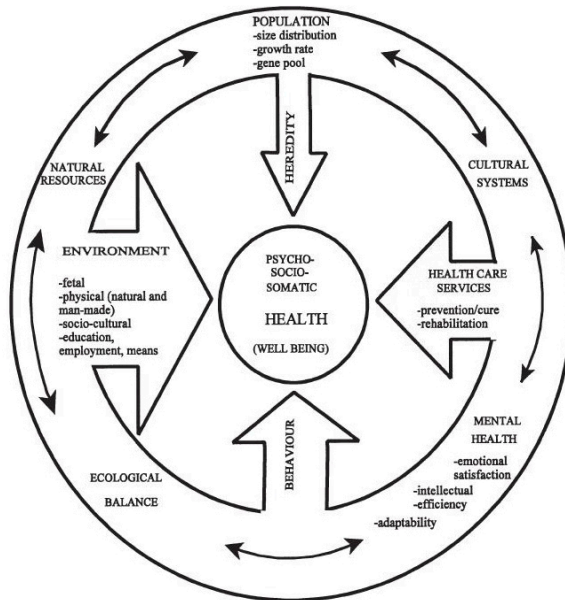 POPULATION
-size distribution
-growth rate
-gene pool
HEREDITY
NATURAL
RESOURCES
CULTURAL
SYSTEMS
ENVIRONMENT
-fetal
-physical (natural and
man-made)
-socio-cultural
-education,
employment, means
PSYCHO-
SOCIO-
SOMATIC
HEALTH
(WELL BEING)
HEALTH CARE
SERVICES
-prevention/cure
-rehabilitation
BEHAVIOUR
ECOLOGICAL
BALANCE
MENTAL
HEALTH
-emotional
satisfaction
-intellectual
-efficiency
-adaptability